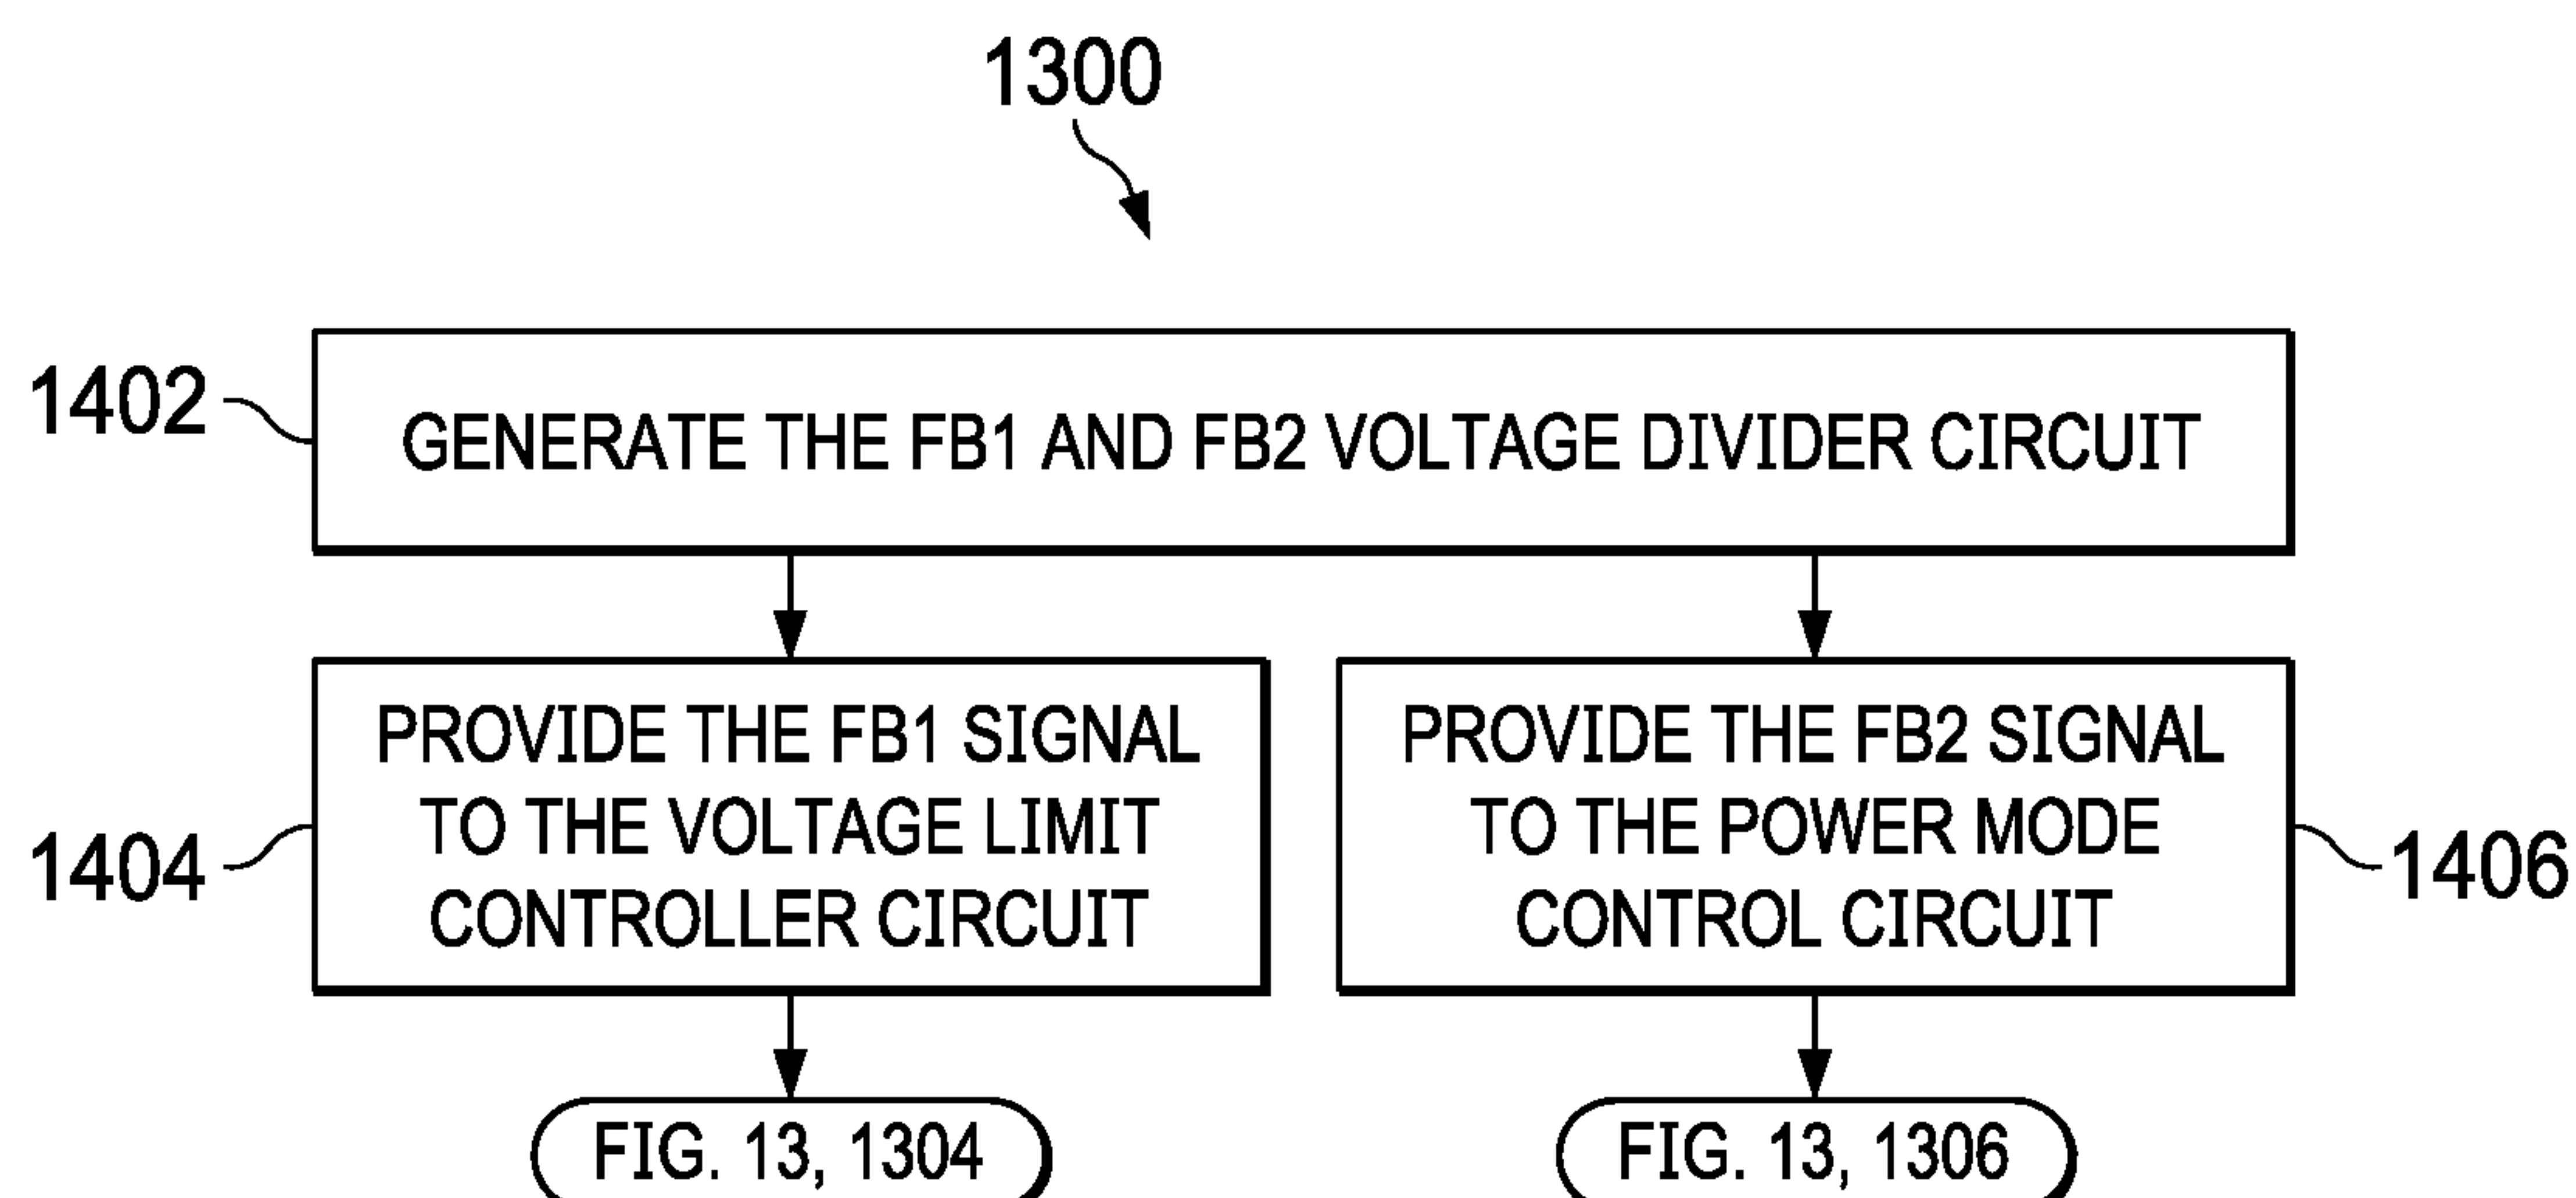 1300
1402
GENERATE THE FB1 AND FB2 VOLTAGE DIVIDER CIRCUIT
1404
PROVIDE THE FB1 SIGNAL
TO THE VOLTAGE LIMIT
CONTROLLER CIRCUIT
PROVIDE THE FB2 SIGNAL
TO THE POWER MODE
CONTROL CIRCUIT
1406
FIG. 13, 1304
FIG. 13, 1306